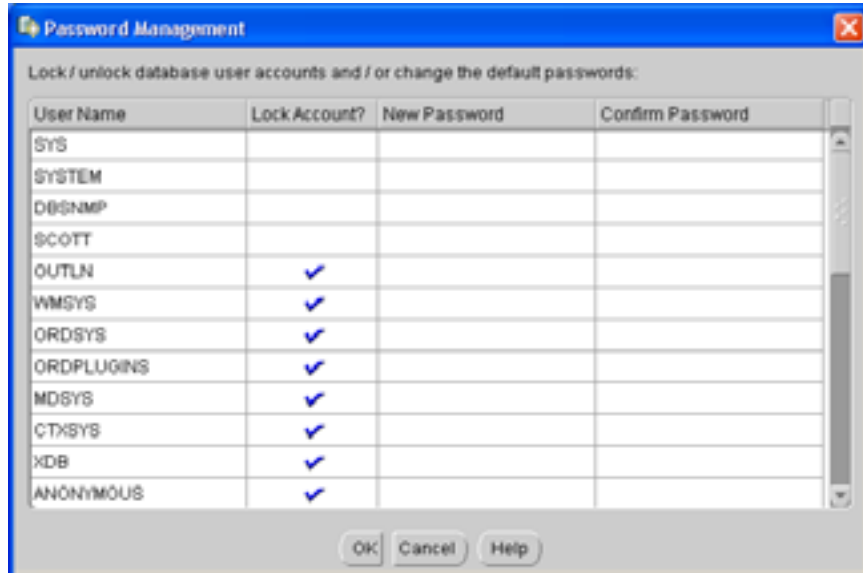 Password Management
Lock / unlock database user accounts and / or change the default passwords:
User Name Lock Account? New Password Confirm Password
SYS
SYSTEM
DBSNMP
SCOTT
OUTLN
WMSYS
ORDSYS
ORDPLUGINS
MDSYS
CTXSYS
XDB
ANONYMOUS
OK Cancel Help